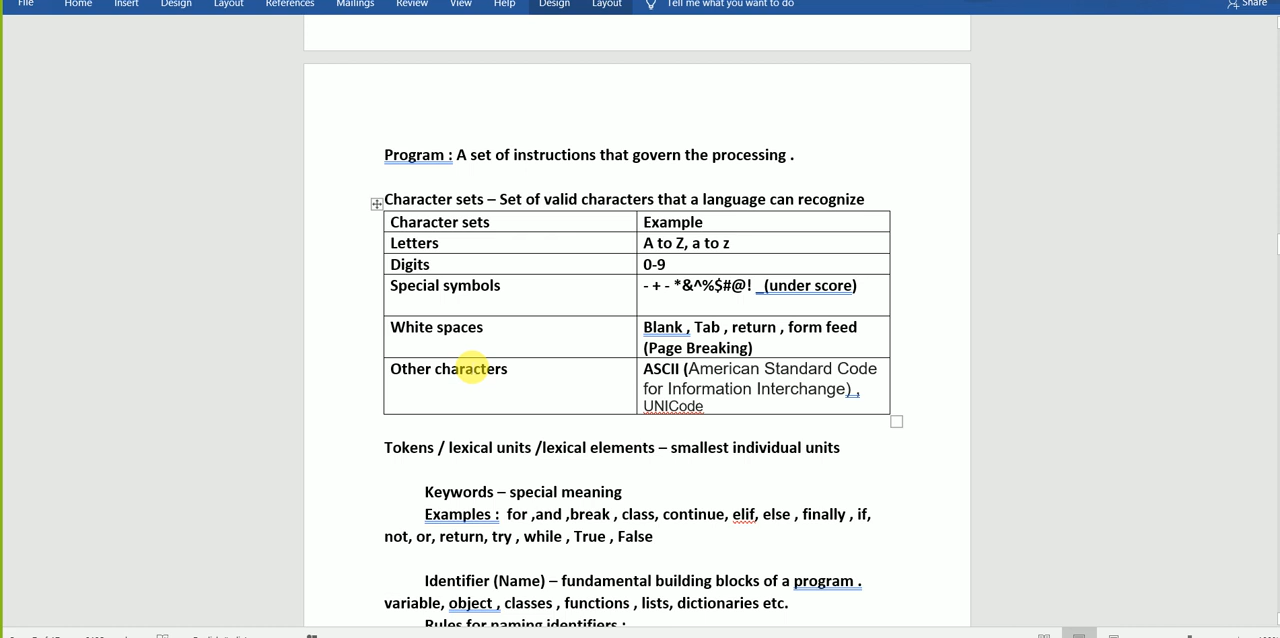 File Home Insert Design Layout References Mailings Review View Help Design Layout Tell me what you want to do Share
Program : A set of instructions that govern the processing .
Character sets – Set of valid characters that a language can recognize
Character sets Example
Letters A to Z, a to z
Digits 0-9
Special symbols - + - *&^%$#@! _(under score)
White spaces Blank , Tab , return , form feed
(Page Breaking)
Other characters ASCII (American Standard Code
for Information Interchange) ,
UNICode
Tokens / lexical units /lexical elements – smallest individual units
Keywords – special meaning
Examples : for ,and ,break , class, continue, elif, else , finally , if,
not, or, return, try , while , True , False
Identifier (Name) – fundamental building blocks of a program .
variable, object , classes , functions , lists, dictionaries etc.
Rules for naming identifiers :